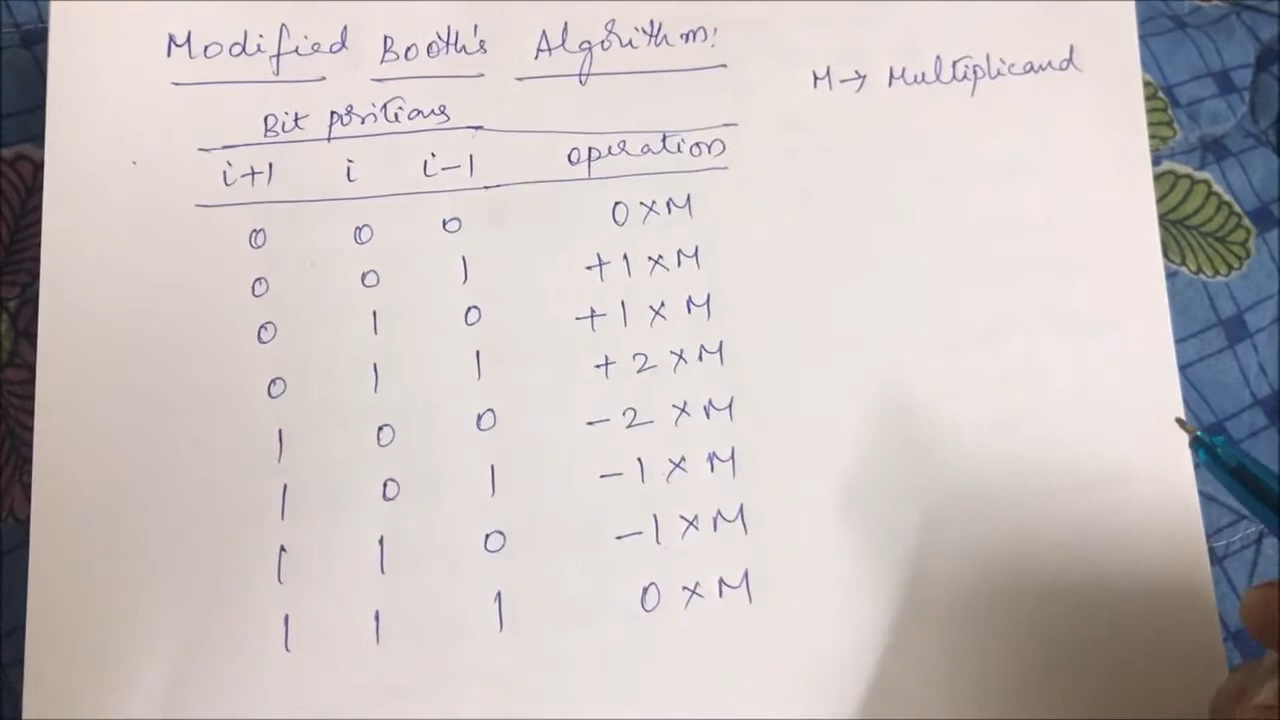 Modified Booth's Algorithm:
M → Multiplicand
Bit positions
i+1 i i-1 operation
0 0 0 0 x M
0 0 1 +1 x M
0 1 0 +1 x M
0 1 1 +2 x M
1 0 0 -2 x M
1 0 1 -1 x M
1 1 0 -1 x M
1 1 1 0 x M